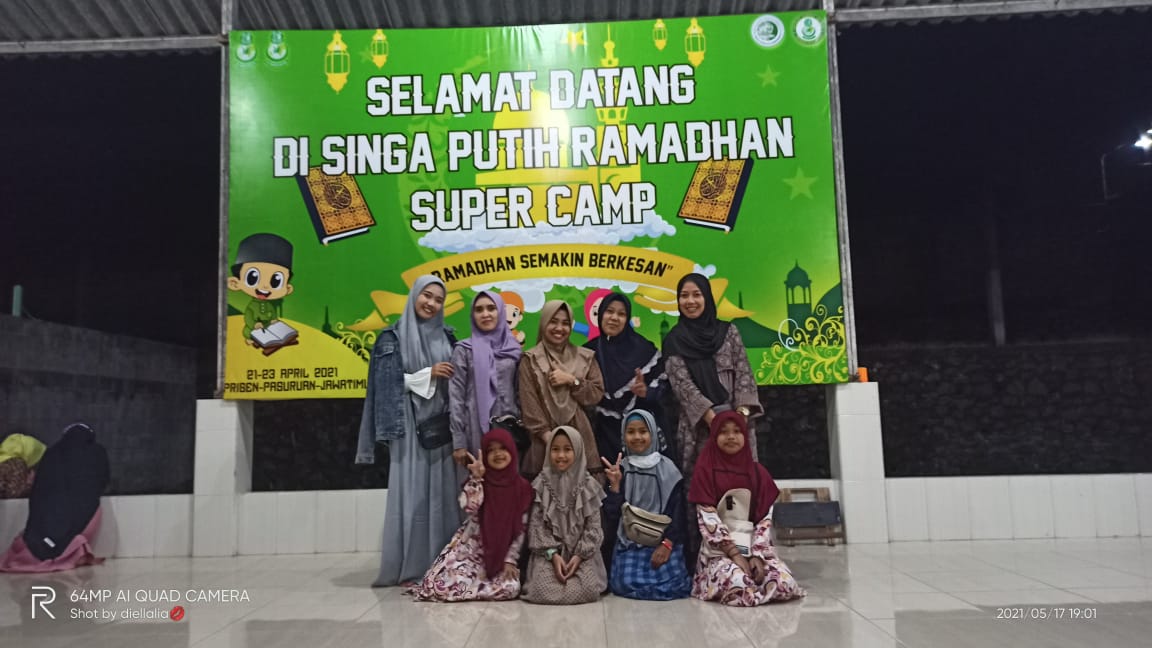 SELAMAT DATANG
DI SINGA PUTIH RAMADHAN
SUPER CAMP
RAMADHAN SEMAKIN BERKESAN"
21-23 APRIL 2021
PRIGEN-PASURUAN-JAWATIMU
R 64MP AI QUAD CAMERA
Shot by diellalia💋
2021/05/17 19:01